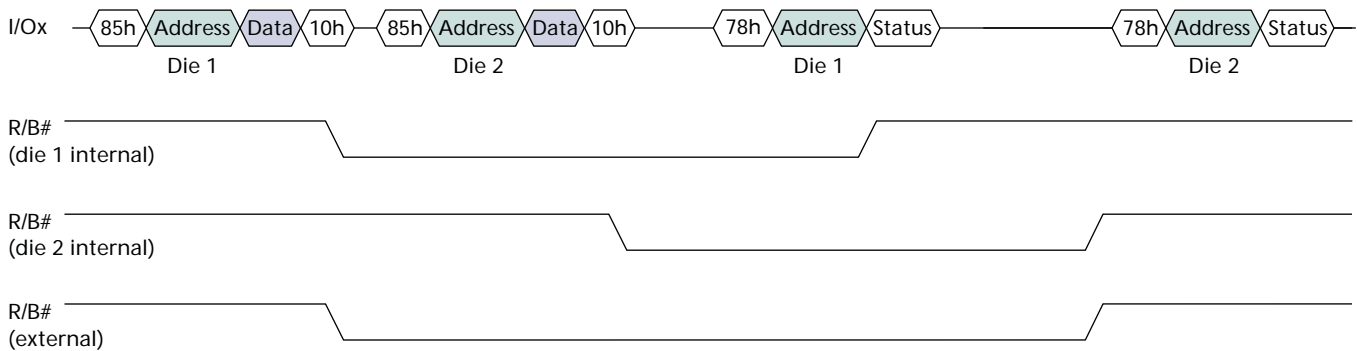 I/Ox 85h Address Data 10h 85h Address Data 10h 78h Address Status 78h Address Status
Die 1 Die 2 Die 1 Die 2
R/B#
(die 1 internal)
R/B#
(die 2 internal)
R/B#
(external)